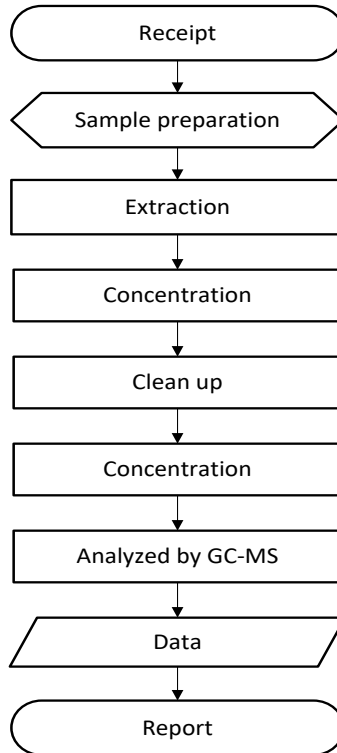 Receipt
Sample preparation
Extraction
Concentration
Clean up
Concentration
Analyzed by GC-MS
Data
Report